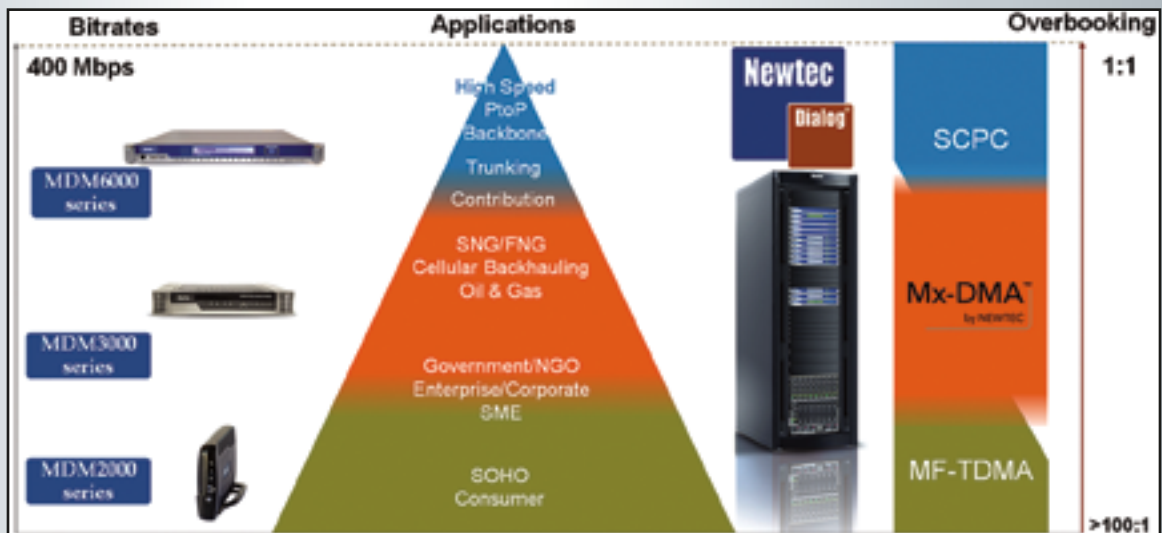 Bitrates
Applications
Overbooking
400 Mbps
1:1
High Speed
PtoP
Backbone
Trunking
Contribution
SNG/FNG
Cellular Backhauling
Oil & Gas
Government/NGO
Enterprise/Corporate
SME
SOHO
Consumer
MDM6000
series
MDM3000
series
MDM2000
series
Newtec
Dialog
SCPC
Mx-DMA™
by NEWTEC
MF-TDMA
>100:1